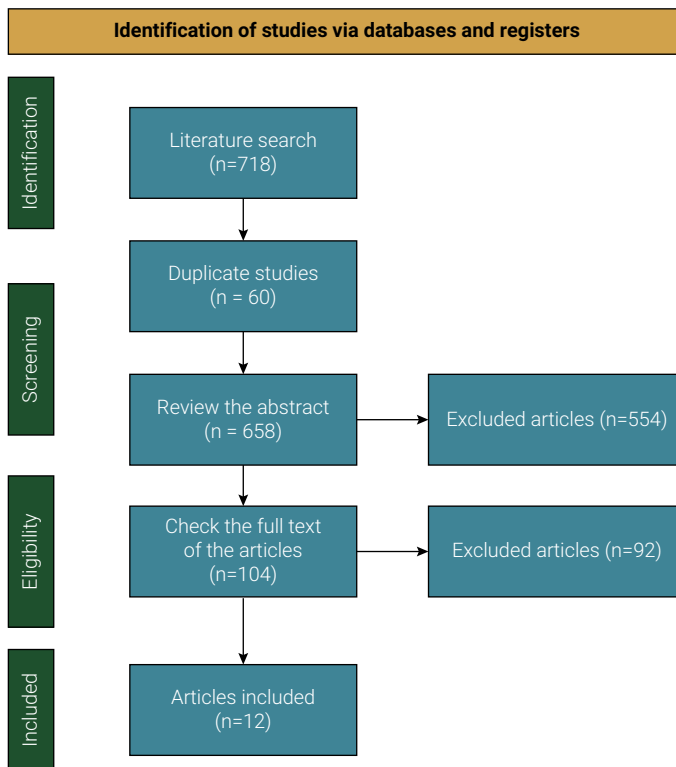 Identification of studies via databases and registers
Identification
Literature search
(n=718)
Duplicate studies
(n = 60)
Screening
Review the abstract
(n = 658)
Excluded articles (n=554)
Eligibility
Check the full text
of the articles
(n=104)
Excluded articles (n=92)
Included
Articles included
(n=12)